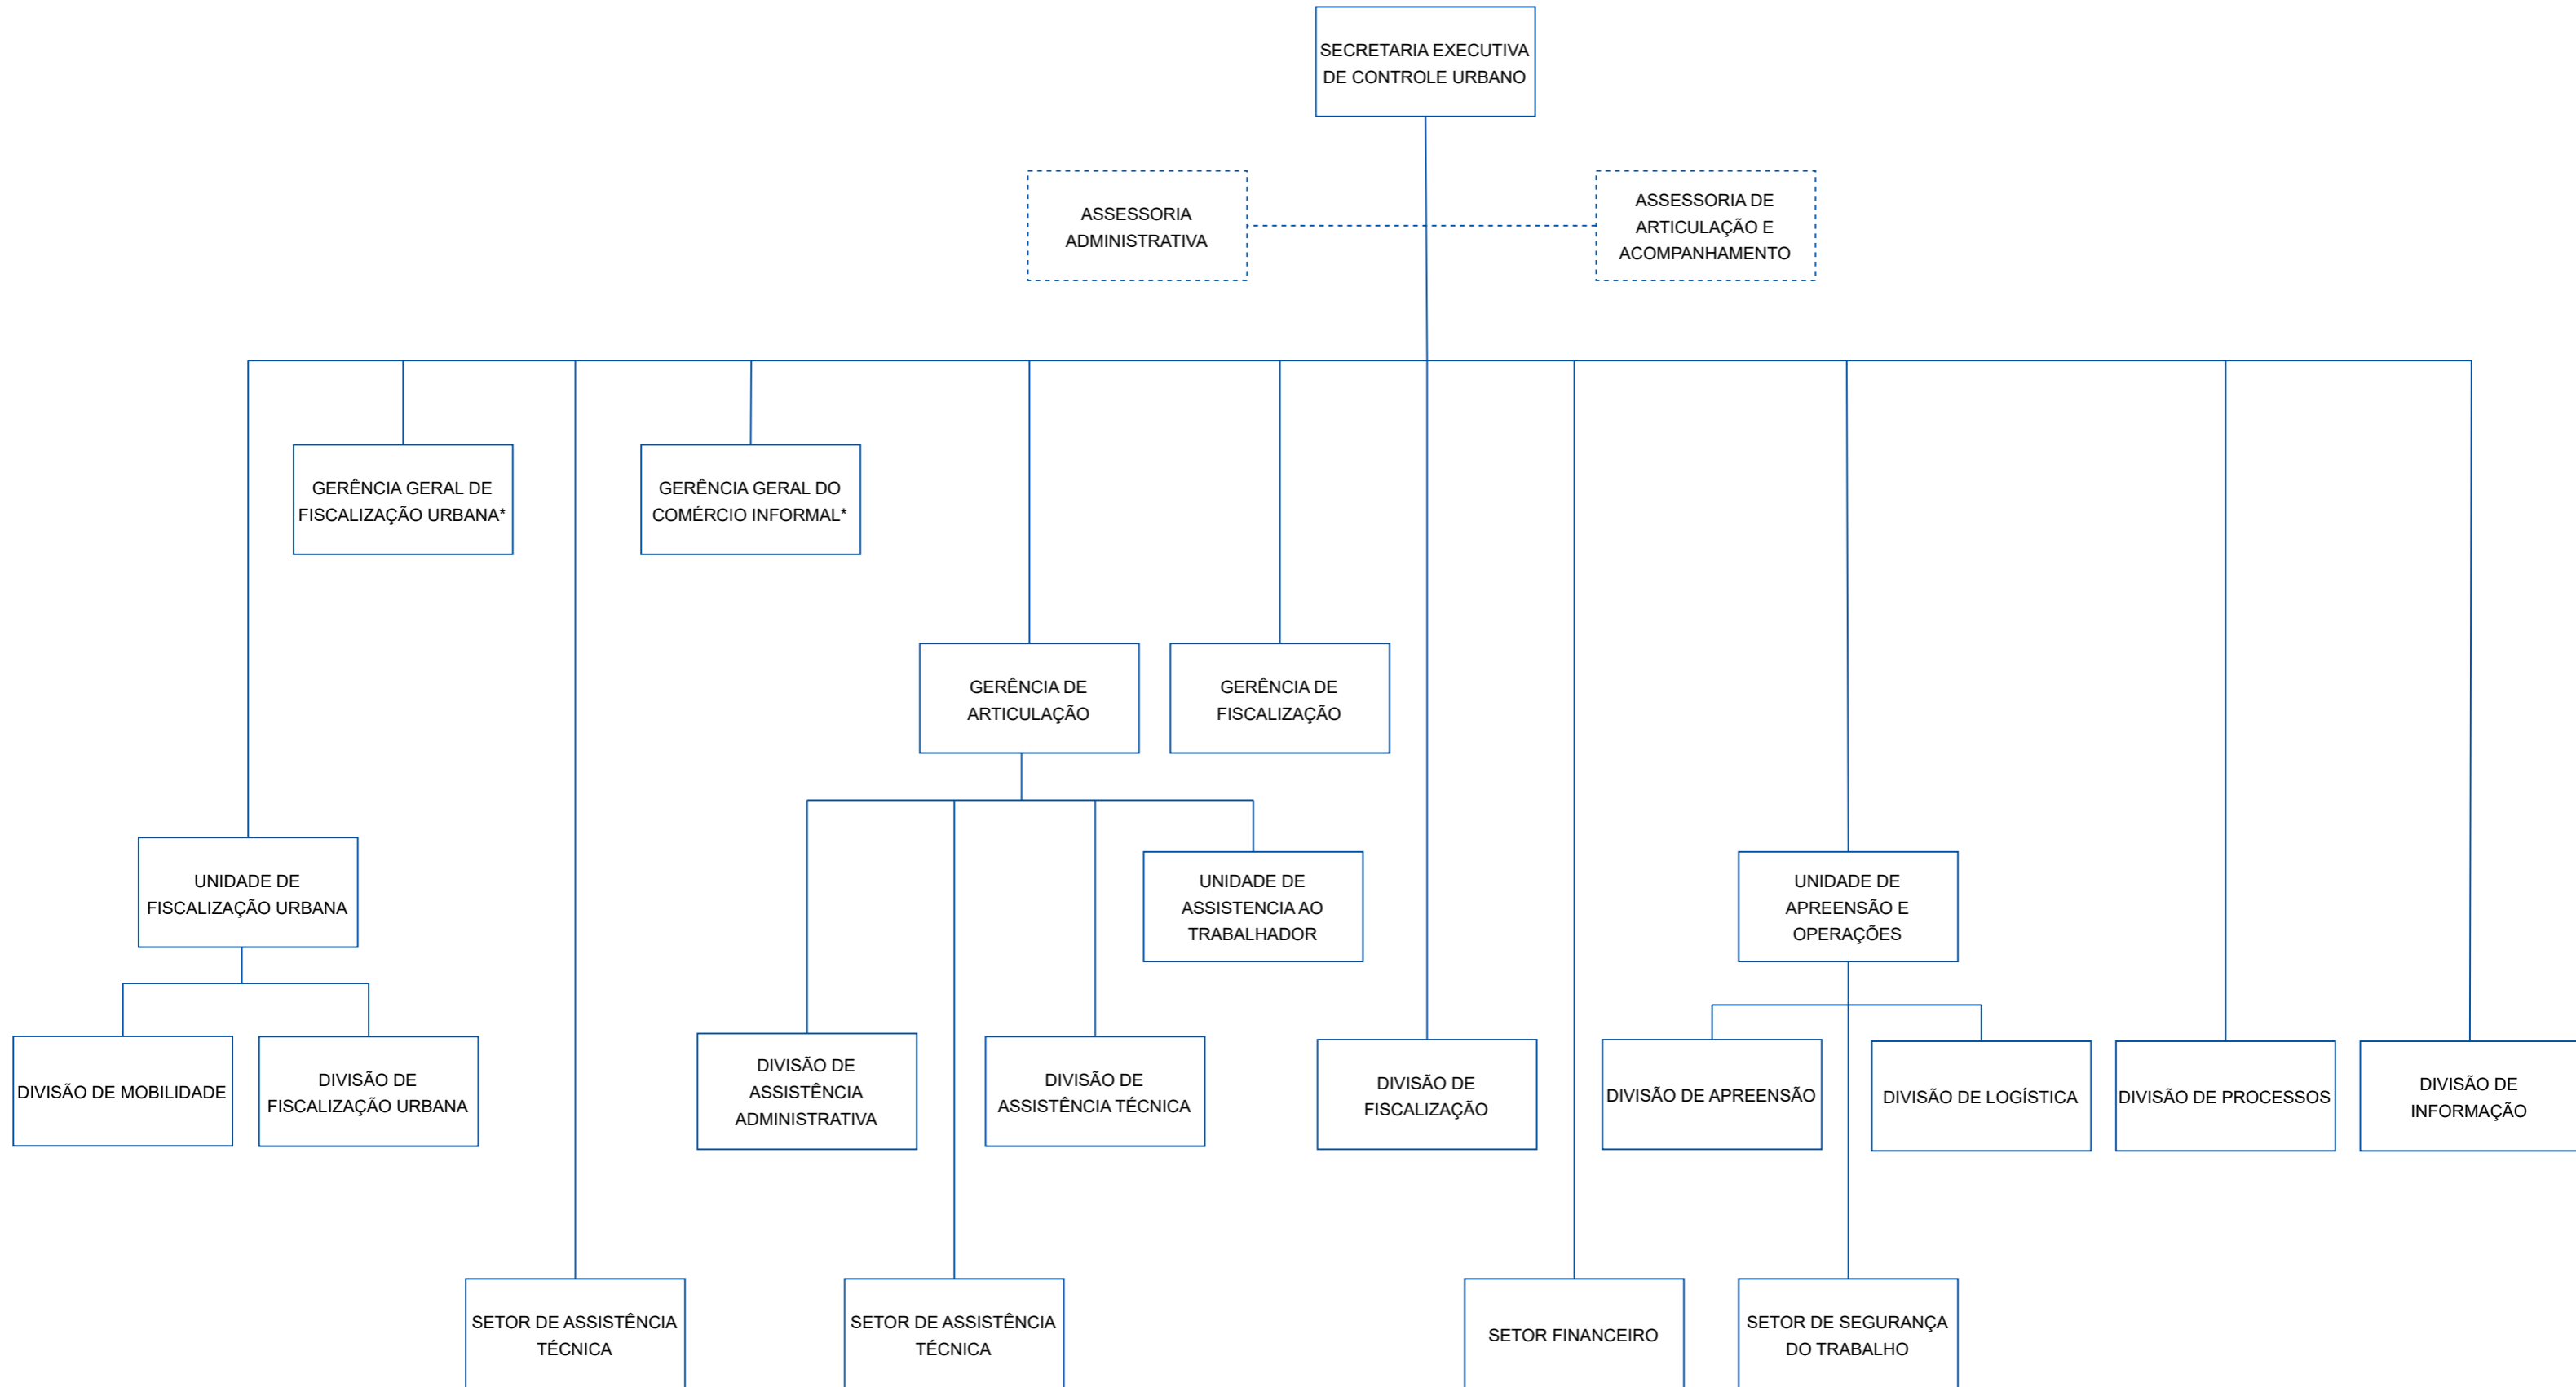 SECRETARIA EXECUTIVA
DE CONTROLE URBANO
ASSESSORIA
ADMINISTRATIVA
ASSESSORIA DE
ARTICULAÇÃO E
ACOMPANHAMENTO
GERÊNCIA GERAL DE
FISCALIZAÇÃO URBANA*
GERÊNCIA GERAL DO
COMÉRCIO INFORMAL*
GERÊNCIA DE
ARTICULAÇÃO
GERÊNCIA DE
FISCALIZAÇÃO
UNIDADE DE
FISCALIZAÇÃO URBANA
UNIDADE DE
ASSISTENCIA AO
TRABALHADOR
UNIDADE DE
APREENSÃO E
OPERAÇÕES
DIVISÃO DE MOBILIDADE
DIVISÃO DE
FISCALIZAÇÃO URBANA
DIVISÃO DE
ASSISTÊNCIA
ADMINISTRATIVA
DIVISÃO DE
ASSISTÊNCIA TÉCNICA
DIVISÃO DE
FISCALIZAÇÃO
DIVISÃO DE APREENSÃO
DIVISÃO DE LOGÍSTICA
DIVISÃO DE PROCESSOS
DIVISÃO DE
INFORMAÇÃO
SETOR DE ASSISTÊNCIA
TÉCNICA
SETOR DE ASSISTÊNCIA
TÉCNICA
SETOR FINANCEIRO
SETOR DE SEGURANÇA
DO TRABALHO